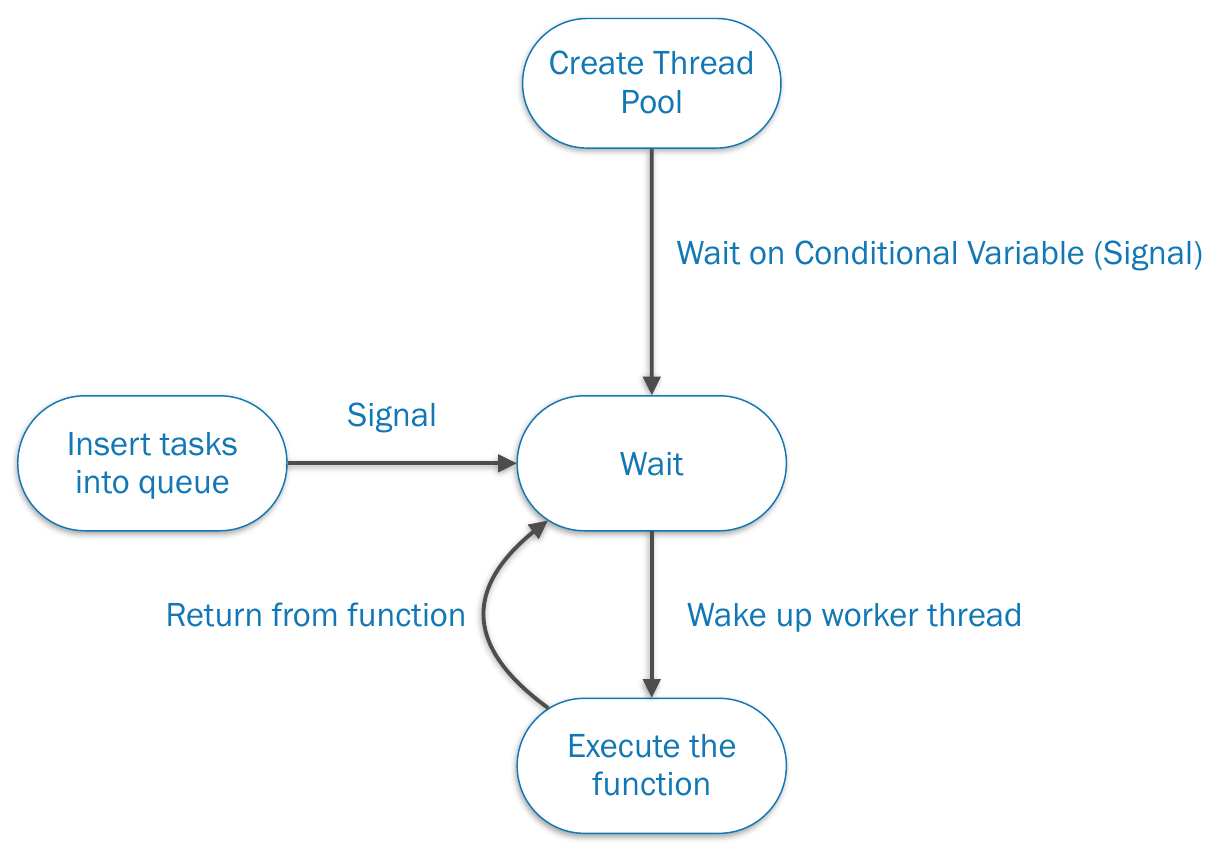 Create Thread
Pool
Wait on Conditional Variable (Signal)
Signal
Insert tasks
into queue
Wait
Return from function
Wake up worker thread
Execute the
function